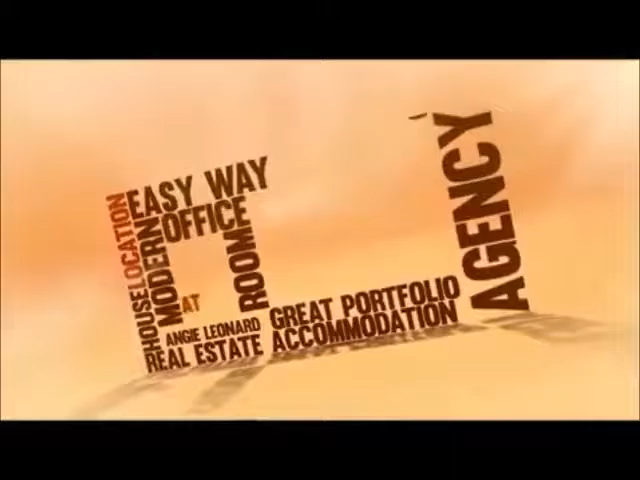 EASY WAY
OFFICE
LOCATION
HOUSE
MODERN
AT
ROOM
ANGIE LEONARD
REAL ESTATE
GREAT PORTFOLIO
ACCOMMODATION
AGENCY